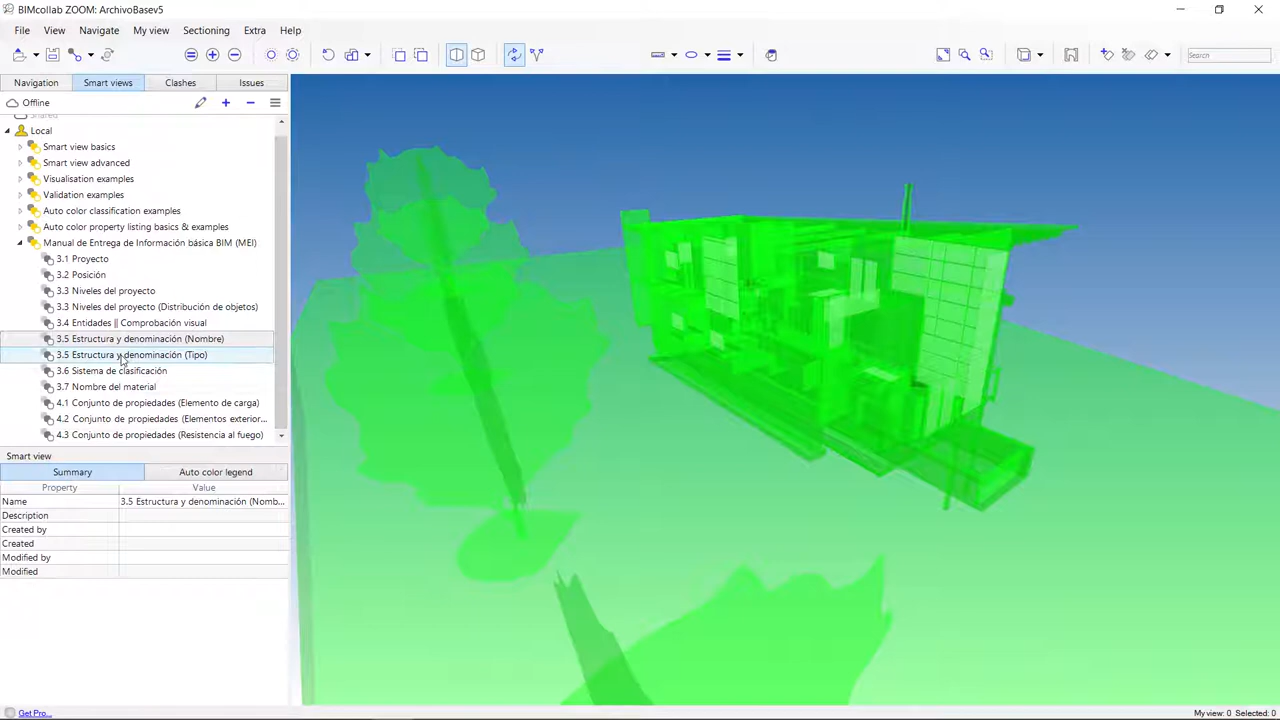 BIMcollab ZOOM: ArchivoBasev5
File View Navigate My view Sectioning Extra Help
Search
Navigation Smart views Clashes Issues
Offline
Shared
Local
Smart view basics
Smart view advanced
Visualisation examples
Validation examples
Auto color classification examples
Auto color property listing basics & examples
Manual de Entrega de Información básica BIM (MEI)
3.1 Proyecto
3.2 Posición
3.3 Niveles del proyecto
3.3 Niveles del proyecto (Distribución de objetos)
3.4 Entidades || Comprobación visual
3.5 Estructura y denominación (Nombre)
3.5 Estructura y denominación (Tipo)
3.6 Sistema de clasificación
3.7 Nombre del material
4.1 Conjunto de propiedades (Elemento de carga)
4.2 Conjunto de propiedades (Elementos exterior...
4.3 Conjunto de propiedades (Resistencia al fuego)
Smart view
Summary Auto color legend
Property Value
Name 3.5 Estructura y denominación (Nomb...
Description
Created by
Created
Modified by
Modified
Get Pro... My view: 0 Selected: 0